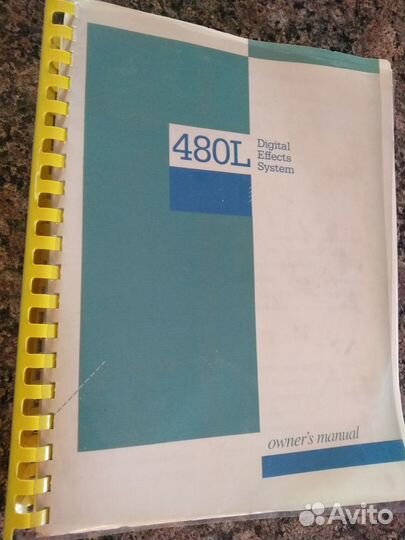 480L
Digital
Effects
System
owner's manual
Avito